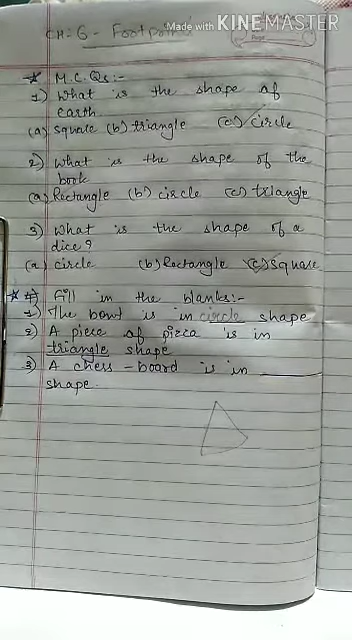 Made with KINEMASTER
CH:- 6 - Footprints
Page
M.C.Qs:-
1) What is the shape of
earth
(a) square (b) triangle (c) circle
2) What is the shape of the
book
(a) Rectangle (b) circle (c) triangle
3) What is the shape of a
dice?
(a) circle (b) Rectangle (c) square
Fill in the blanks:-
1) The bowl is in circle shape
2) A piece of pizza is in
triangle shape
3) A chess-board is in ______
shape.